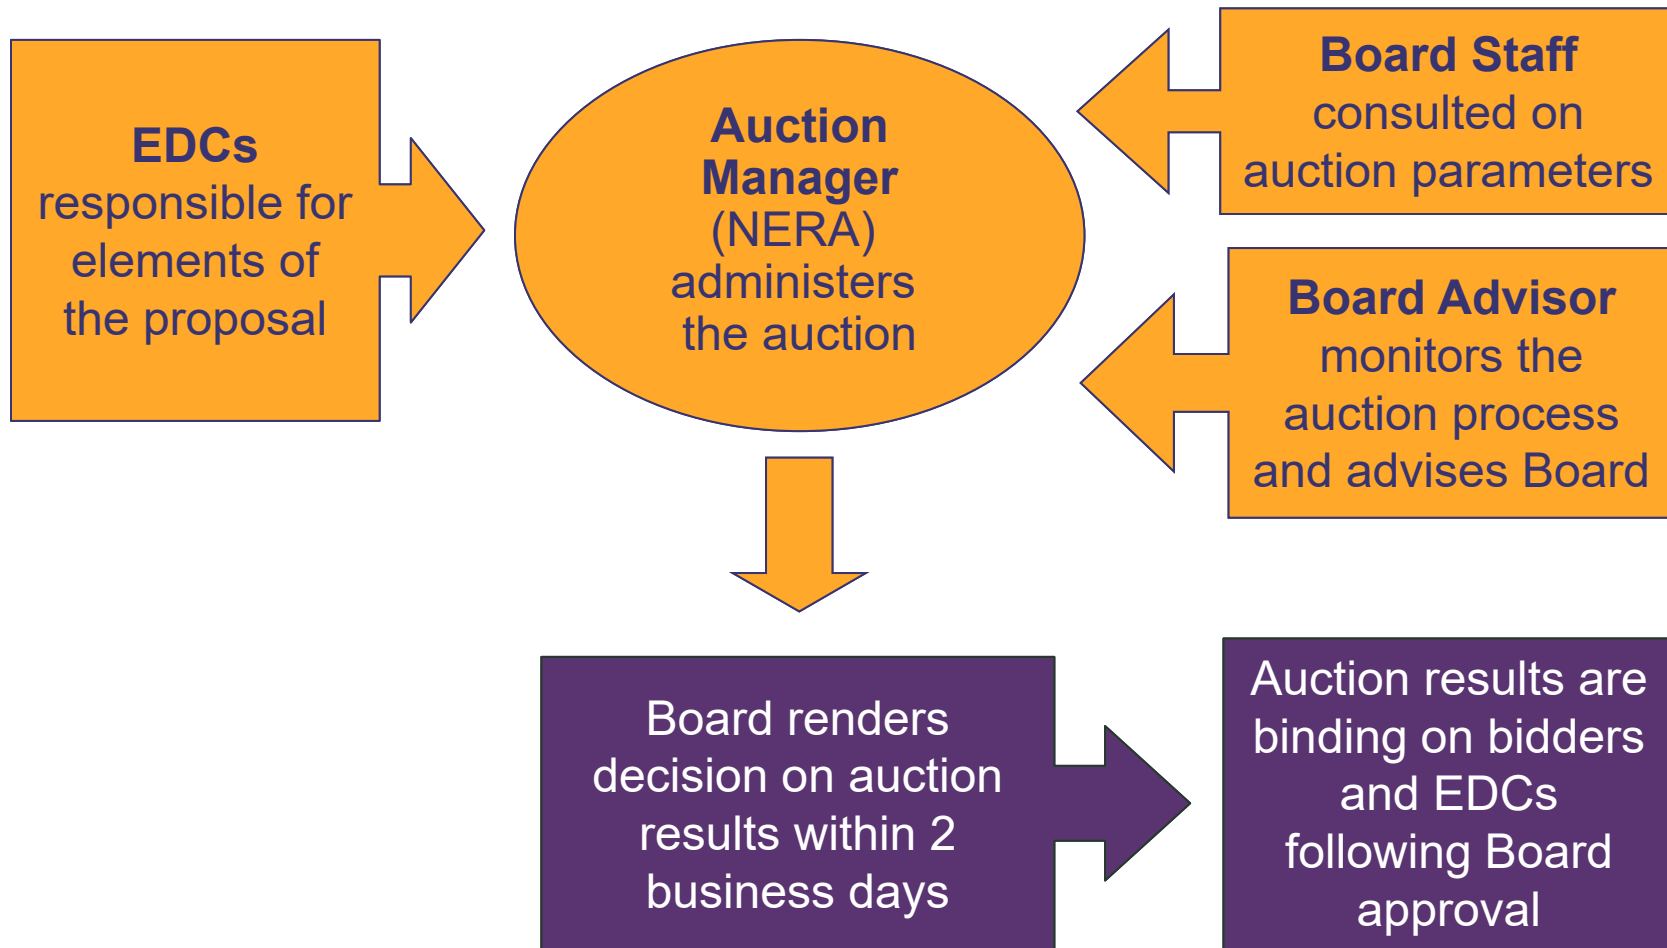 EDCs
responsible for
elements of
the proposal
Auction
Manager
(NERA)
administers
the auction
Board Staff
consulted on
auction parameters
Board Advisor
monitors the
auction process
and advises Board
Board renders
decision on auction
results within 2
business days
Auction results are
binding on bidders
and EDCs
following Board
approval